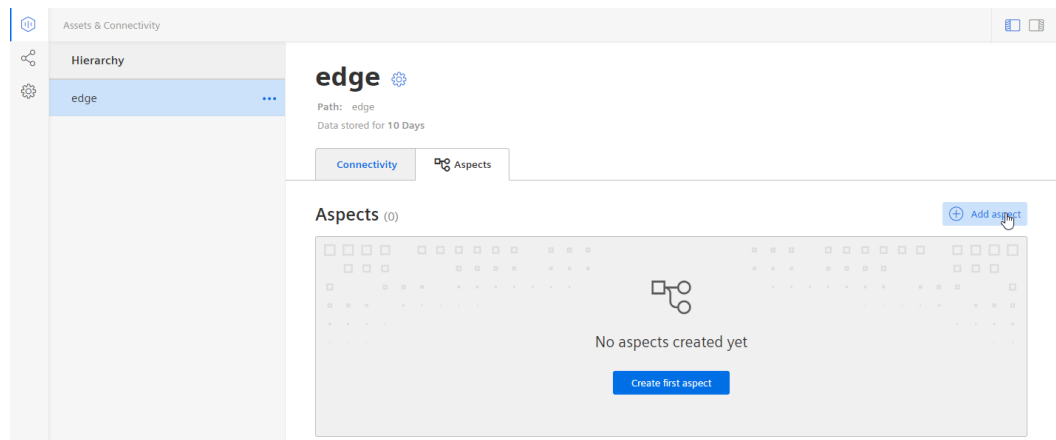 Assets & Connectivity
Hierarchy
edge
edge
Path: edge
Data stored for 10 Days
Connectivity
Aspects
Aspects (0)
Add aspect
No aspects created yet
Create first aspect